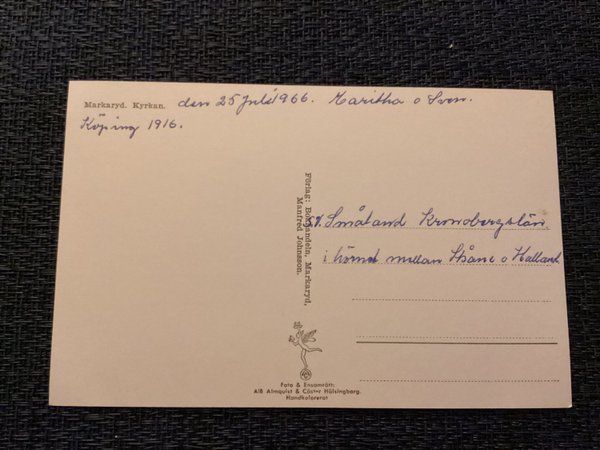 Markaryd. Kyrkan. den 25 Juli 1966. Maritha o Sven.
Köping 1916.
Förlag: Bokhandeln, Markaryd,
Manfred Johnsson.
SV. Småland Kronobergslän,
i hörnet mellan Skåne o Halland
Foto & Ensamrätt:
A/B Almquist & Cöster Hälsingborg.
Handkolorerat